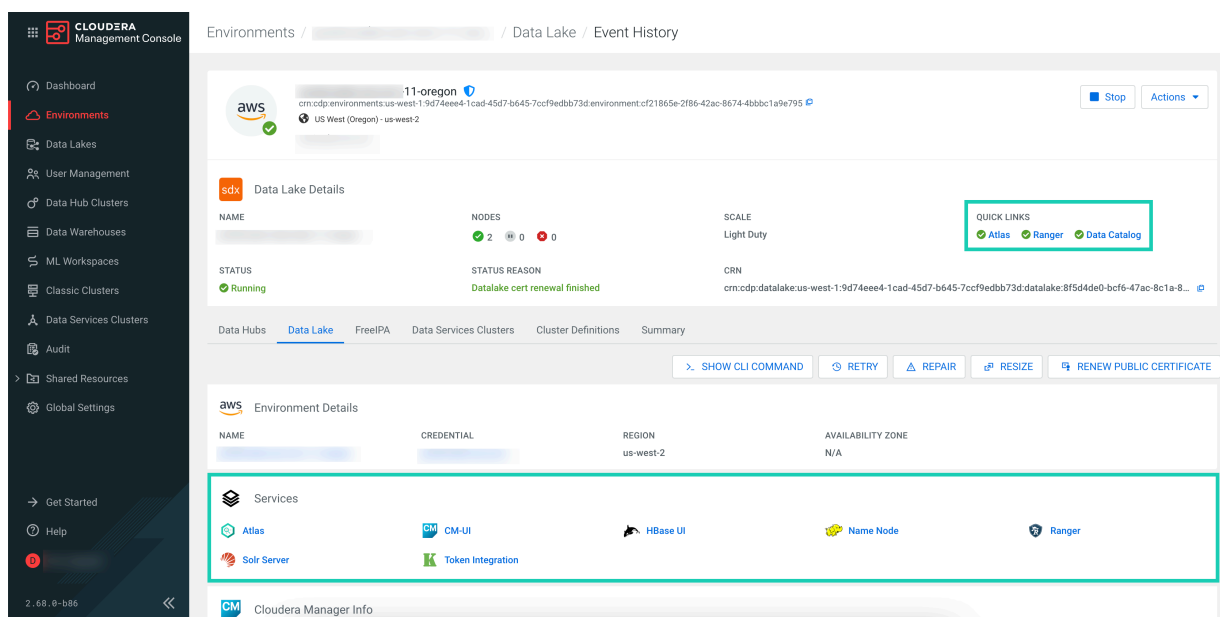 CLOUDERA
Management Console
Dashboard
Environments
Data Lakes
User Management
Data Hub Clusters
Data Warehouses
ML Workspaces
Classic Clusters
Data Services Clusters
Audit
Shared Resources
Global Settings
Get Started
Help
D
2.68.0-b86
Environments / / Data Lake / Event History
aws
11-oregon
crn:cdp:environments:us-west-1:9d74eee4-1cad-45d7-b645-7ccf9edbb73d:environment:cf21865e-2f86-42ac-8674-4bbbc1a9e795
US West (Oregon) - us-west-2
Stop
Actions
sdx Data Lake Details
NAME NODES SCALE QUICK LINKS
2 0 0 Light Duty Atlas Ranger Data Catalog
STATUS STATUS REASON CRN
Running Datalake cert renewal finished crn:cdp:datalake:us-west-1:9d74eee4-1cad-45d7-b645-7ccf9edbb73d:datalake:8f5d4de0-bcf6-47ac-8c1a-8...
Data Hubs Data Lake FreeIPA Data Services Clusters Cluster Definitions Summary
SHOW CLI COMMAND RETRY REPAIR RESIZE RENEW PUBLIC CERTIFICATE
aws Environment Details
NAME CREDENTIAL REGION AVAILABILITY ZONE
us-west-2 N/A
Services
Atlas CM CM-UI HBase UI Name Node Ranger
Solr Server K Token Integration
CM Cloudera Manager Info